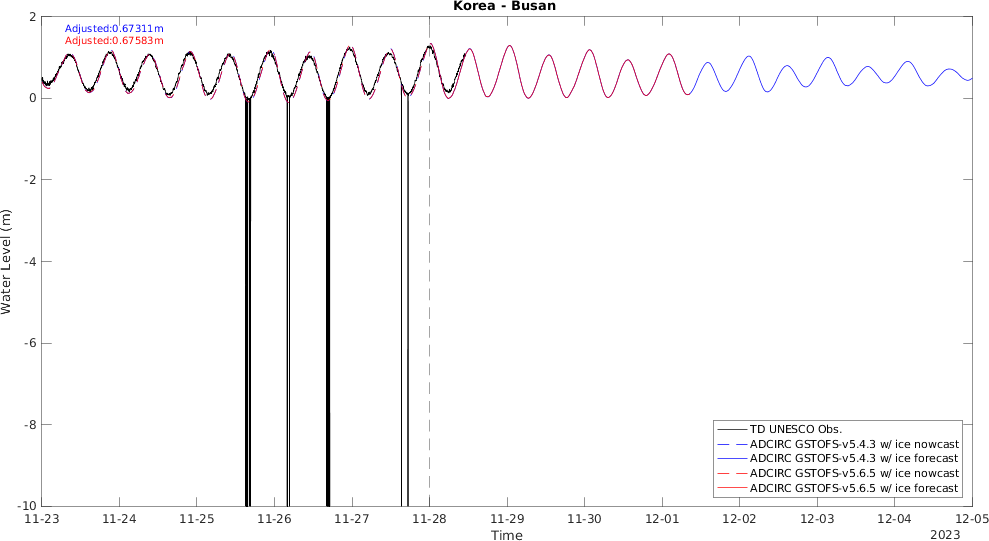 Korea - Busan
Adjusted:0.67311m
Adjusted:0.67583m
2
0
-2
-4
-6
-8
-10
Water Level (m)
TD UNESCO Obs.
ADCIRC GSTOFS-v5.4.3 w/ ice nowcast
ADCIRC GSTOFS-v5.4.3 w/ ice forecast
ADCIRC GSTOFS-v5.6.5 w/ ice nowcast
ADCIRC GSTOFS-v5.6.5 w/ ice forecast
11-23 11-24 11-25 11-26 11-27 11-28 11-29 11-30 12-01 12-02 12-03 12-04 12-05
Time
2023